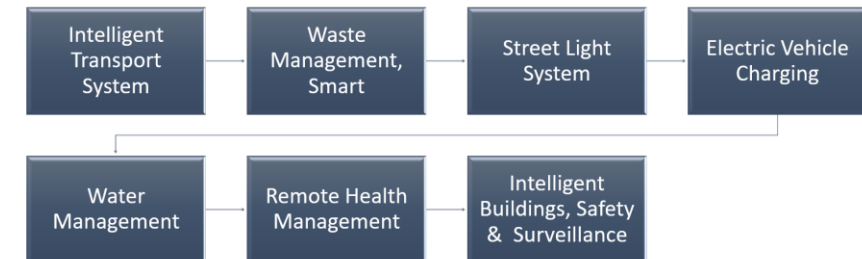 Intelligent
Transport
System
Waste
Management,
Smart
Street Light
System
Electric Vehicle
Charging
Water
Management
Remote Health
Management
Intelligent
Buildings, Safety
& Surveillance